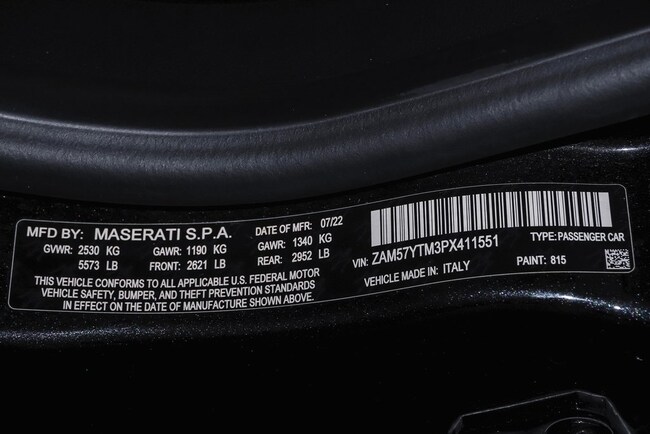 MFD BY: MASERATI S.P.A. DATE OF MFR: 07/22
GVWR: 2530 KG GAWR: 1190 KG GAWR: 1340 KG
5573 LB FRONT: 2621 LB REAR: 2952 LB
THIS VEHICLE CONFORMS TO ALL APPLICABLE U.S. FEDERAL MOTOR
VEHICLE SAFETY, BUMPER, AND THEFT PREVENTION STANDARDS
IN EFFECT ON THE DATE OF MANUFACTURE SHOWN ABOVE.
VIN: ZAM57YTM3PX411551 TYPE: PASSENGER CAR
VEHICLE MADE IN: ITALY PAINT: 815